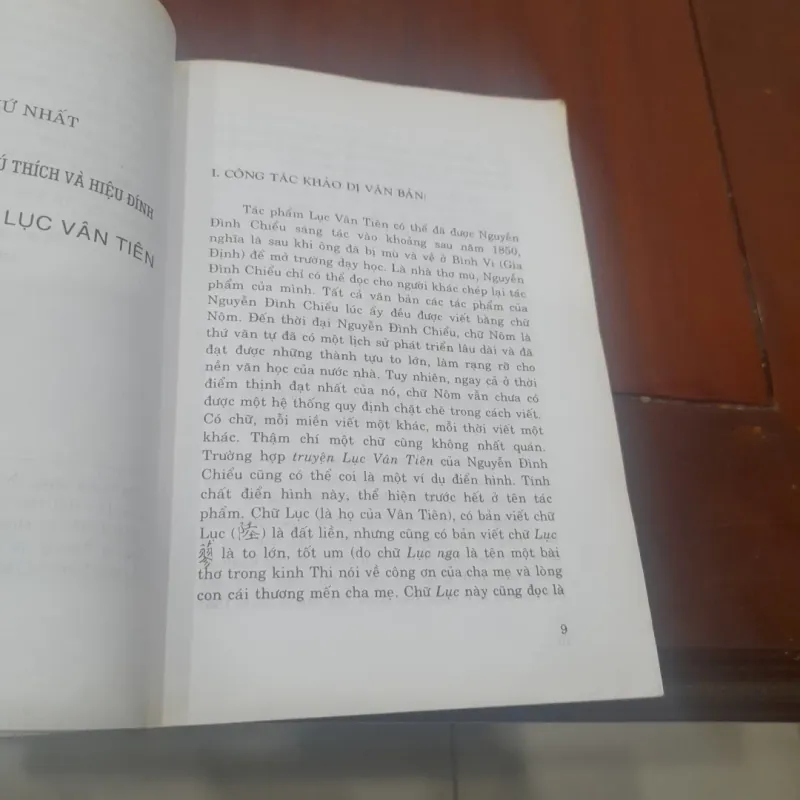 Ứ NHẤT
Ú THÍCH VÀ HIỆU ĐÍNH
LỤC VÂN TIÊN
I. CÔNG TÁC KHẢO DỊ VĂN BẢN:
Tác phẩm Lục Vân Tiên có thể đã được Nguyễn
Đình Chiểu sáng tác vào khoảng sau năm 1850,
nghĩa là sau khi ông đã bị mù và về ở Bình Vi (Gia
Định) để mở trường dạy học. Là nhà thơ mù, Nguyễn
Đình Chiểu chỉ có thể đọc cho người khác chép lại tác
phẩm của mình. Tất cả văn bản các tác phẩm của
Nguyễn Đình Chiểu lúc ấy đều được viết bằng chữ
Nôm. Đến thời đại Nguyễn Đình Chiểu, chữ Nôm là
thứ văn tự đã có một lịch sử phát triển lâu dài và đã
đạt được những thành tựu to lớn, làm rạng rỡ cho
nền văn học của nước nhà. Tuy nhiên, ngay cả ở thời
điểm thịnh đạt nhất của nó, chữ Nôm vẫn chưa có
được một hệ thống quy định chặt chẽ trong cách viết.
Có chữ, mỗi miền viết một khác, mỗi thời viết một
khác. Thậm chí một chữ cũng không nhất quán.
Trường hợp truyện Lục Vân Tiên của Nguyễn Đình
Chiểu cũng có thể coi là một ví dụ điển hình. Tính
chất điển hình này, thể hiện trước hết ở tên tác
phẩm. Chữ Lục (là họ của Vân Tiên), có bản viết chữ
Lục (陸) là đất liền, nhưng cũng có bản viết chữ Lục
蓼 là to lớn, tốt um (do chữ Lục nga là tên một bài
thơ trong kinh Thi nói về công ơn của cha mẹ và lòng
con cái thương mến cha mẹ. Chữ Lục này cũng đọc là
9